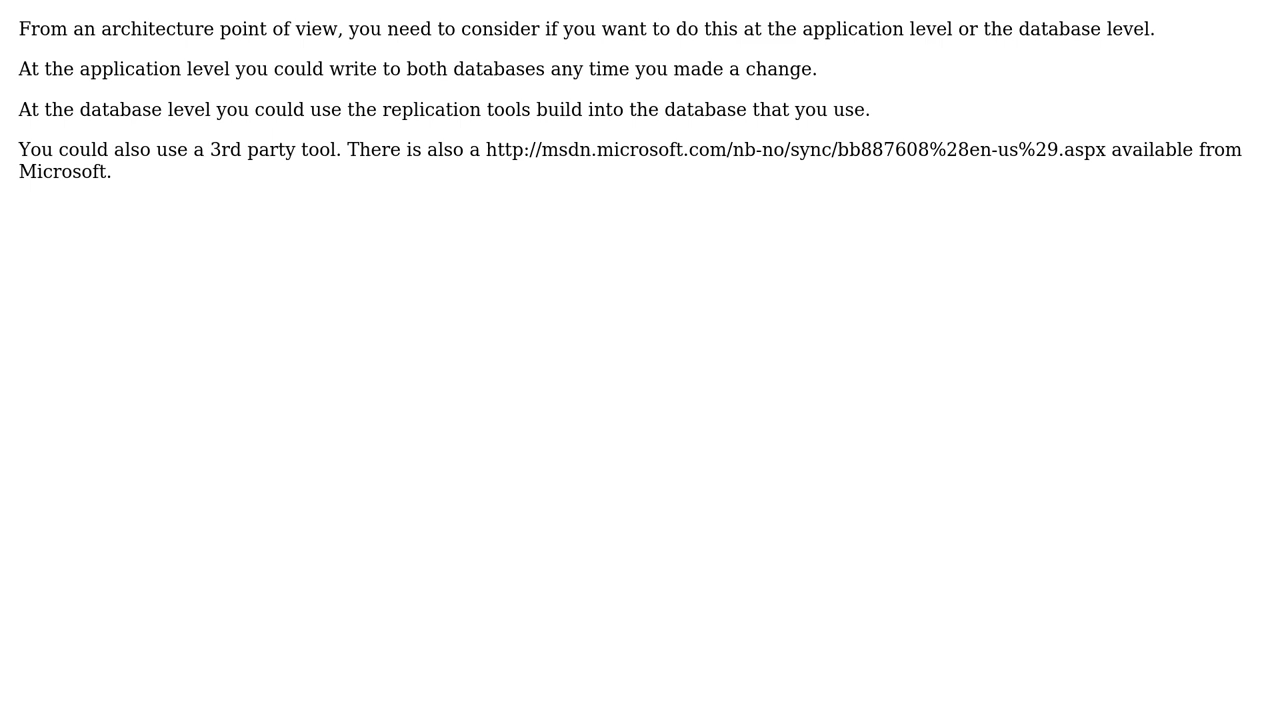 From an architecture point of view, you need to consider if you want to do this at the application level or the database level.
At the application level you could write to both databases any time you made a change.
At the database level you could use the replication tools build into the database that you use.
You could also use a 3rd party tool. There is also a http://msdn.microsoft.com/nb-no/sync/bb887608%28en-us%29.aspx available from
Microsoft.